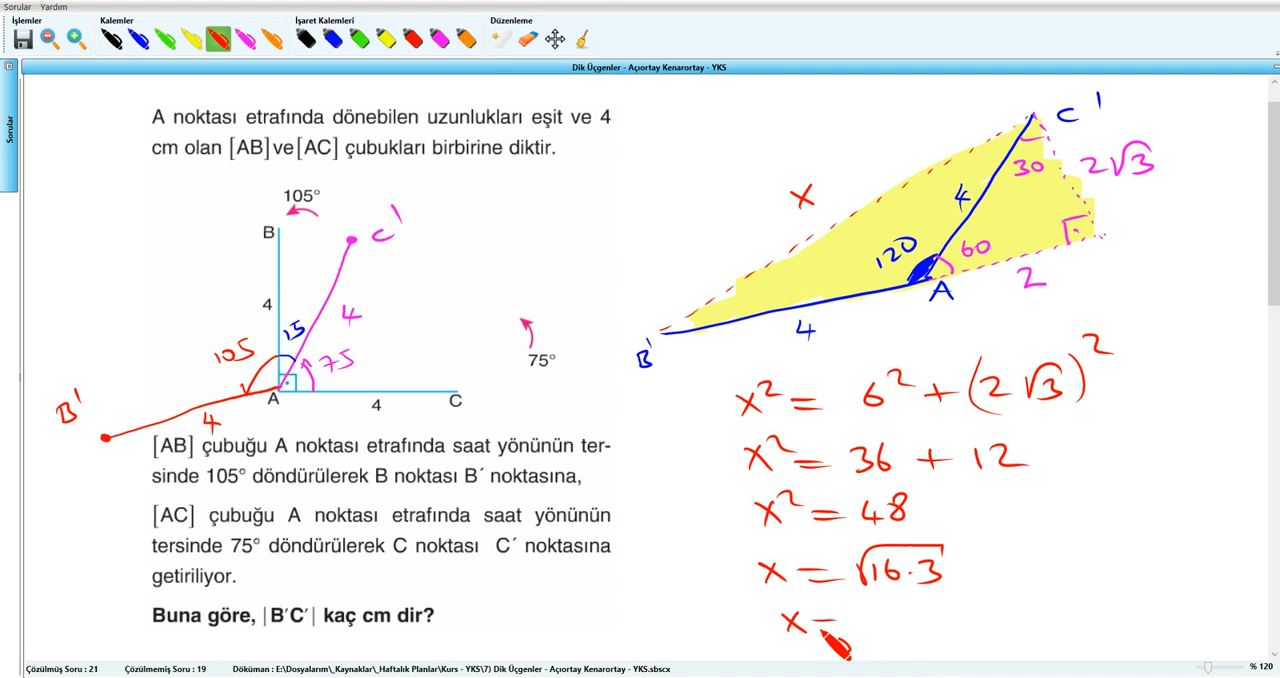 Sorular Yardım
İşlemler Kalemler İşaret Kalemleri Düzenleme
Dik Üçgenler - Açıortay Kenarortay - YKS
Sorular
A noktası etrafında dönebilen uzunlukları eşit ve 4
cm olan [AB] ve [AC] çubukları birbirine diktir.
105°
B
C'
4
15
4
105
75
75°
A
4
C
B'
4
[AB] çubuğu A noktası etrafında saat yönünün ter-
sinde 105° döndürülerek B noktası B´ noktasına,
[AC] çubuğu A noktası etrafında saat yönünün
tersinde 75° döndürülerek C noktası C´ noktasına
getiriliyor.
Buna göre, |B′C′| kaç cm dir?
C'
30
2√3
x
4
120
60
A
2
4
B'
x² = 6² + (2√3)²
x² = 36 + 12
x² = 48
x = √16.3
x =
Çözülmüş Soru : 21 Çözülmemiş Soru : 19 Döküman : E:\Dosyalarım\_Kaynaklar\_Haftalık Planlar\Kurs - YKS\7) Dik Üçgenler - Açıortay Kenarortay - YKS.sbscx % 120